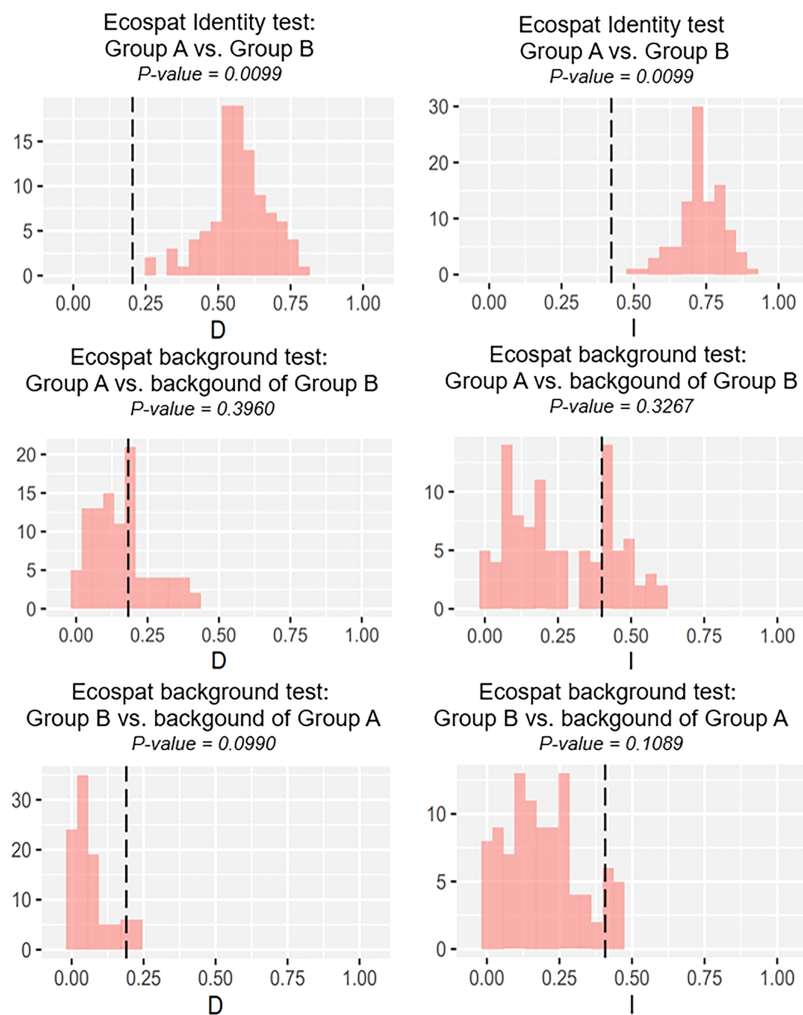 Ecospat Identity test:
Group A vs. Group B
P-value = 0.0099
15
10
5
0
0.00 0.25 0.50 0.75 1.00
D
Ecospat Identity test
Group A vs. Group B
P-value = 0.0099
30
20
10
0
0.00 0.25 0.50 0.75 1.00
I
Ecospat background test:
Group A vs. backgound of Group B
P-value = 0.3960
20
15
10
5
0
0.00 0.25 0.50 0.75 1.00
D
Ecospat background test:
Group A vs. backgound of Group B
P-value = 0.3267
10
5
0
0.00 0.25 0.50 0.75 1.00
I
Ecospat background test:
Group B vs. backgound of Group A
P-value = 0.0990
30
20
10
0
0.00 0.25 0.50 0.75 1.00
D
Ecospat background test:
Group B vs. backgound of Group A
P-value = 0.1089
10
5
0
0.00 0.25 0.50 0.75 1.00
I